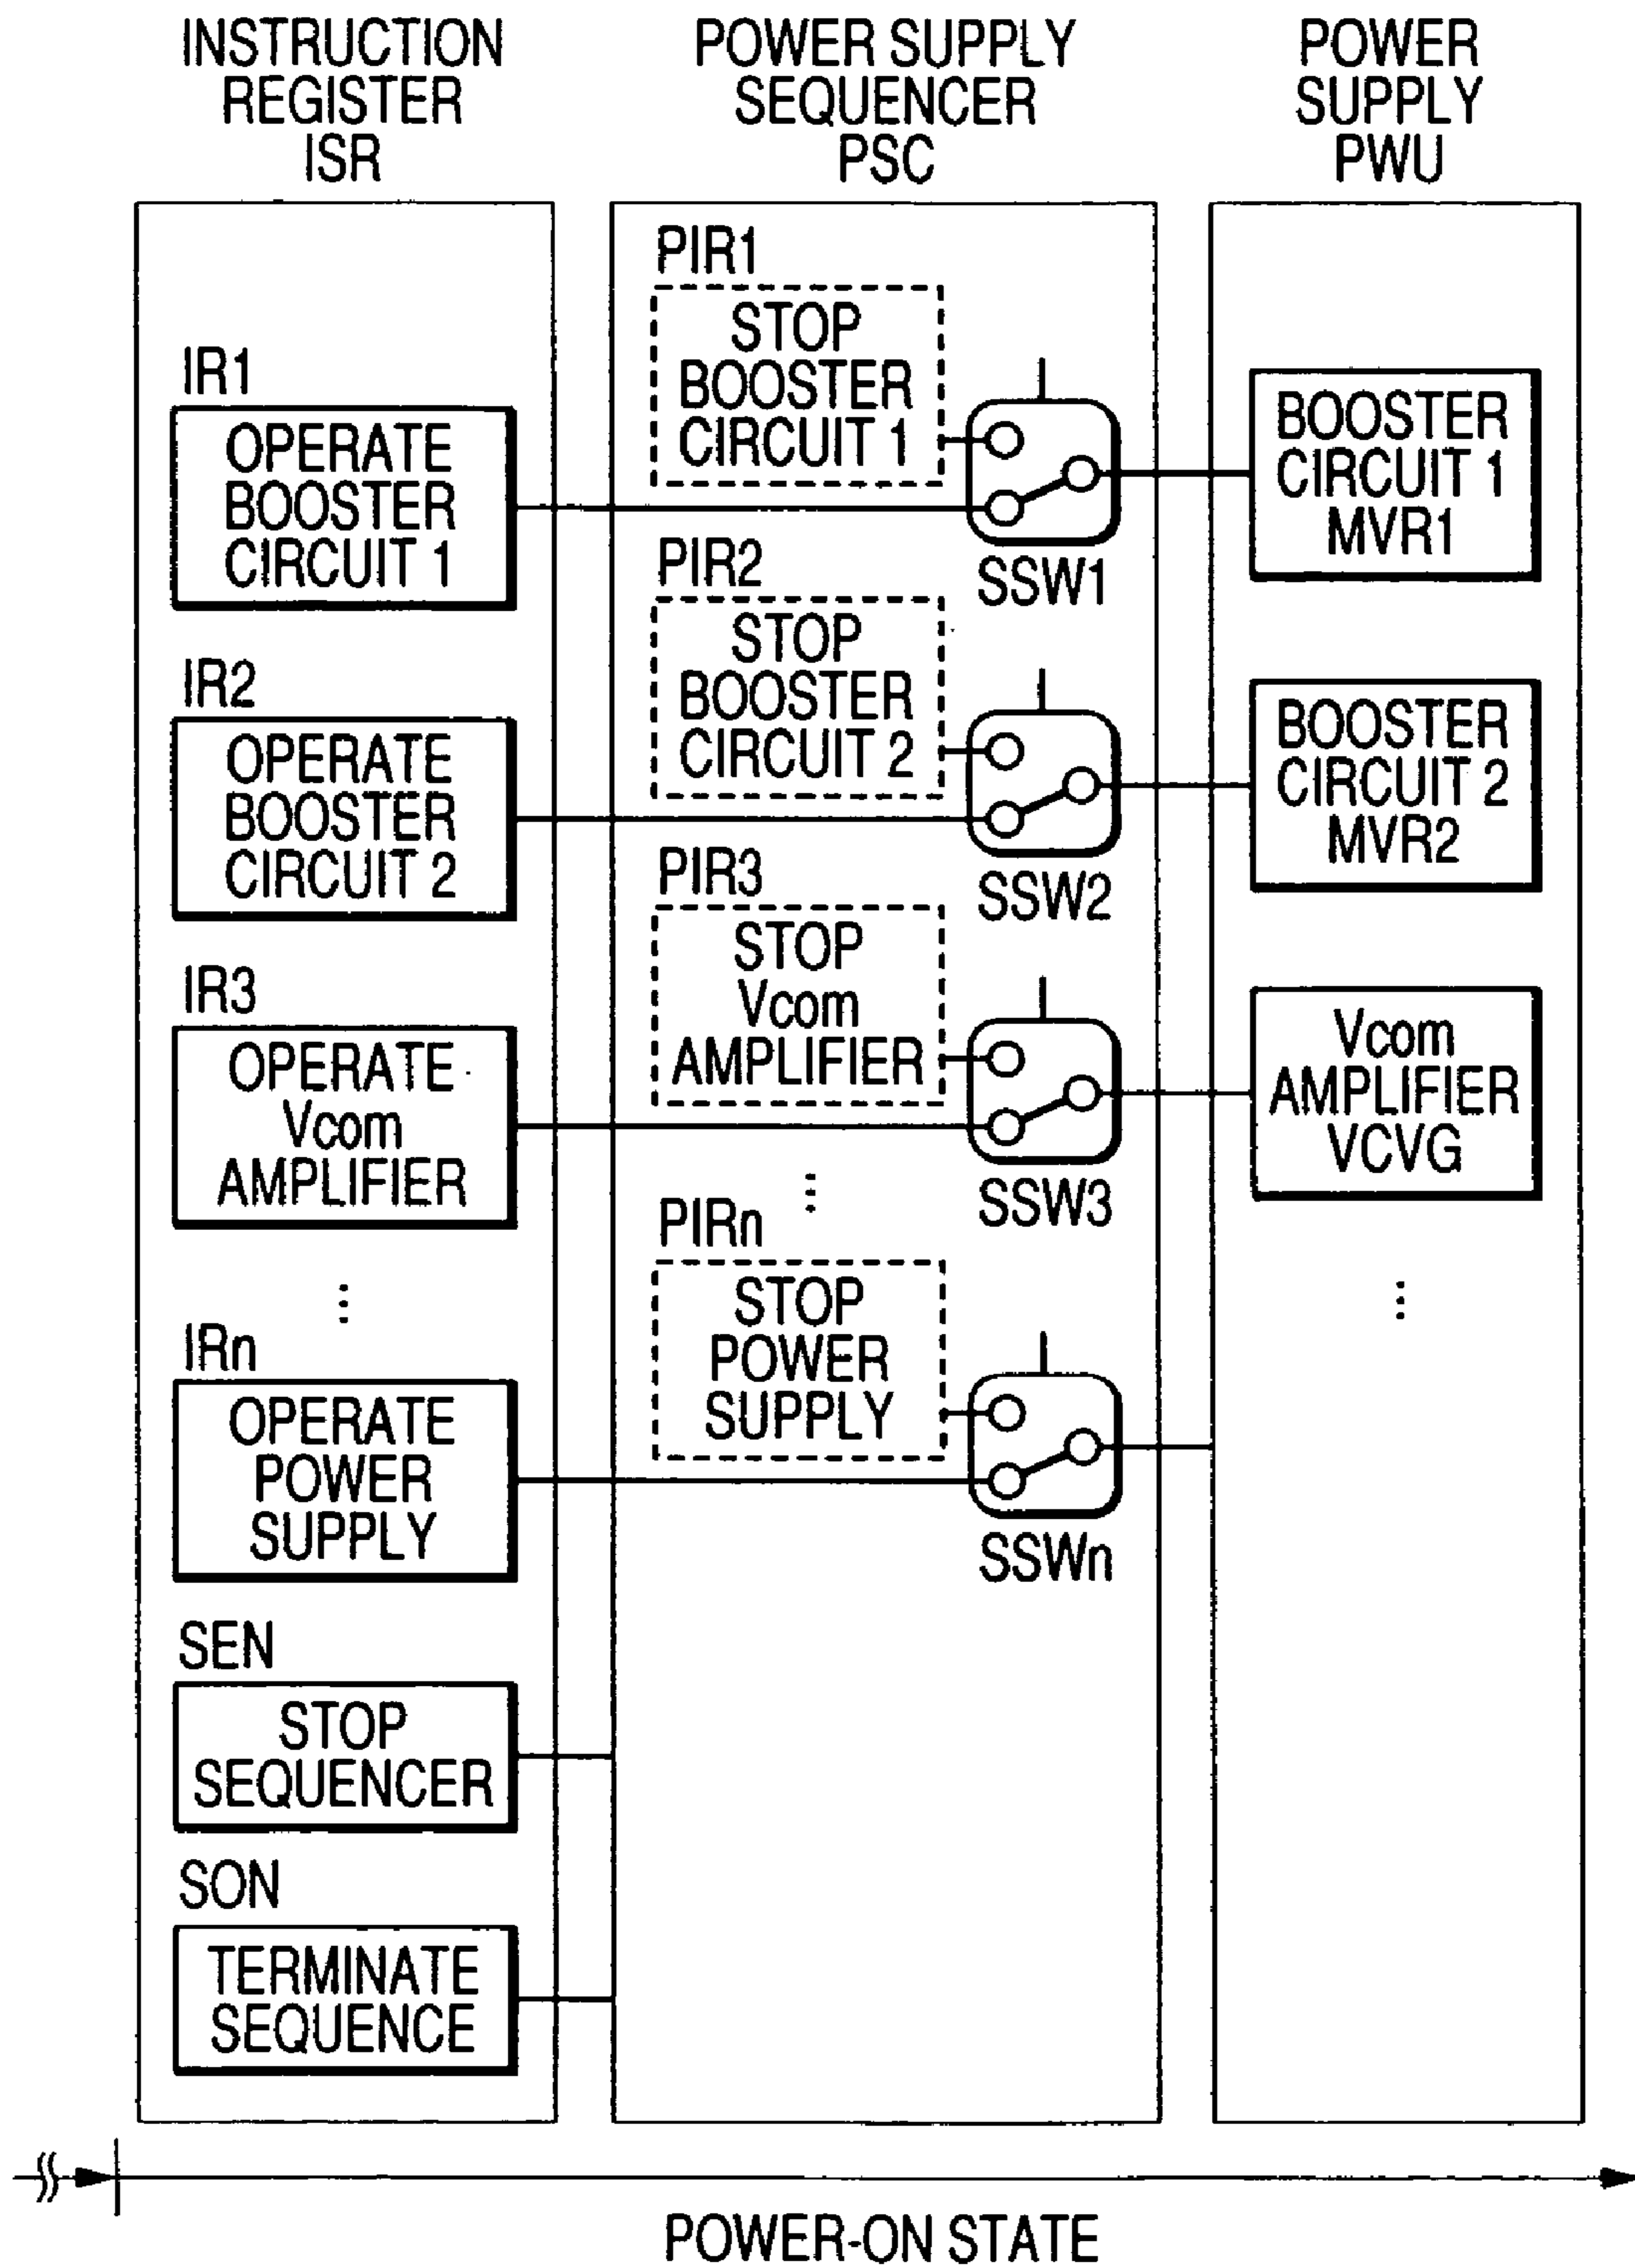 INSTRUCTION
REGISTER
ISR
POWER SUPPLY
SEQUENCER
PSC
POWER
SUPPLY
PWU
IR1
OPERATE
BOOSTER
CIRCUIT 1
IR2
OPERATE
BOOSTER
CIRCUIT 2
IR3
OPERATE
Vcom
AMPLIFIER
IRn
OPERATE
POWER
SUPPLY
SEN
STOP
SEQUENCER
SON
TERMINATE
SEQUENCE
PIR1
STOP
BOOSTER
CIRCUIT 1
SSW1
PIR2
STOP
BOOSTER
CIRCUIT 2
SSW2
PIR3
STOP
Vcom
AMPLIFIER
SSW3
PIRn
STOP
POWER
SUPPLY
SSWn
BOOSTER
CIRCUIT 1
MVR1
BOOSTER
CIRCUIT 2
MVR2
Vcom
AMPLIFIER
VCVG
POWER-ON STATE